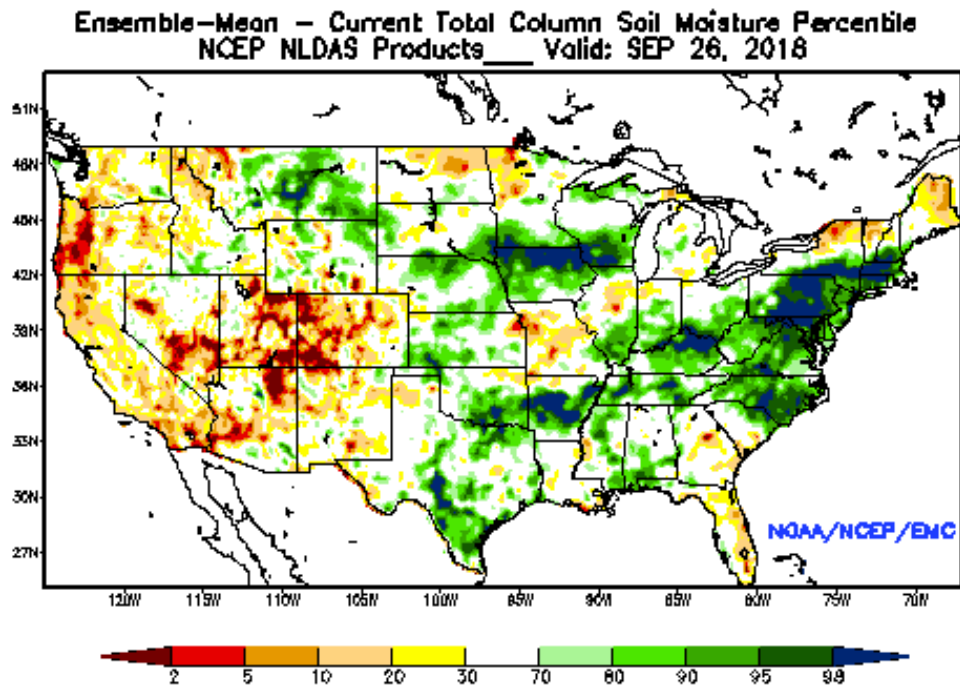 Ensemble-Mean - Current Total Column Soil Moisture Percentile
NCEP NLDAS Products___ Valid: SEP 26, 2018
51N
48N
45N
42N
39N
36N
33N
30N
27N
NOAA/NCEP/EMC
120W 115W 110W 105W 100W 95W 90W 85W 80W 75W 70W
2 5 10 20 30 70 80 90 95 98